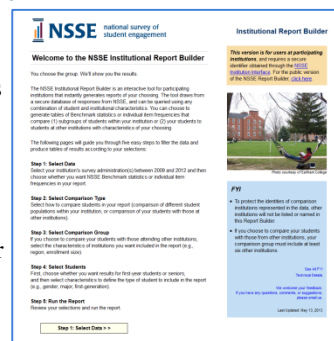 NSSE national survey of
student engagement
Institutional Report Builder
Welcome to the NSSE Institutional Report Builder
You choose the group. We'll show you the results.
The NSSE Institutional Report Builder is an interactive tool for participating
institutions that instantly generates reports of your choosing. The tool draws from
a secure database of responses from NSSE, and can be queried using any
combination of student and institutional characteristics. You can choose to
generate tables of Benchmark statistics or individual item frequencies that
compare (1) subgroups of students within your institution or (2) your students to
students at other institutions with characteristics of your choosing.
The following pages will guide you through five easy steps to filter the data and
produce tables of results according to your selections:
Step 1: Select Data
Select your institution's survey administration(s) between 2009 and 2012 and then
choose whether you want NSSE Benchmark statistics or individual item
frequencies in your report.
Step 2: Select Comparison Type
Select how to compare students in your report (comparison of different student
populations within your institution, or comparison of your students with those at
other institutions).
Step 3: Select Comparison Group
If you choose to compare your students with those attending other institutions,
select the characteristics of institutions you want included in the report (e.g.,
region, enrollment size).
Step 4: Select Students
First, choose whether you want results for first-year students or seniors,
and then select characteristics to define the type of student to include in the report
(e.g., gender, major, first-generation).
Step 5: Run the Report
Review your selections and run the report.
Step 1: Select Data > >
This version is for users at participating
institutions, and requires a secure
identifier obtained through the NSSE
Institution Interface. For the public version
of the NSSE Report Builder, click here.
Photo courtesy of Earlham College
FYI
• To protect the identities of comparison
institutions represented in the data, other
institutions will not be listed or named in
this Report Builder.
• If you choose to compare your students
with those from other institutions, your
comparison group must include at least
six other institutions.
See All FYI
Technical Details
We welcome your feedback.
If you have any questions, comments, or suggestions,
please email us.
Last Updated: May 13, 2013
s
r